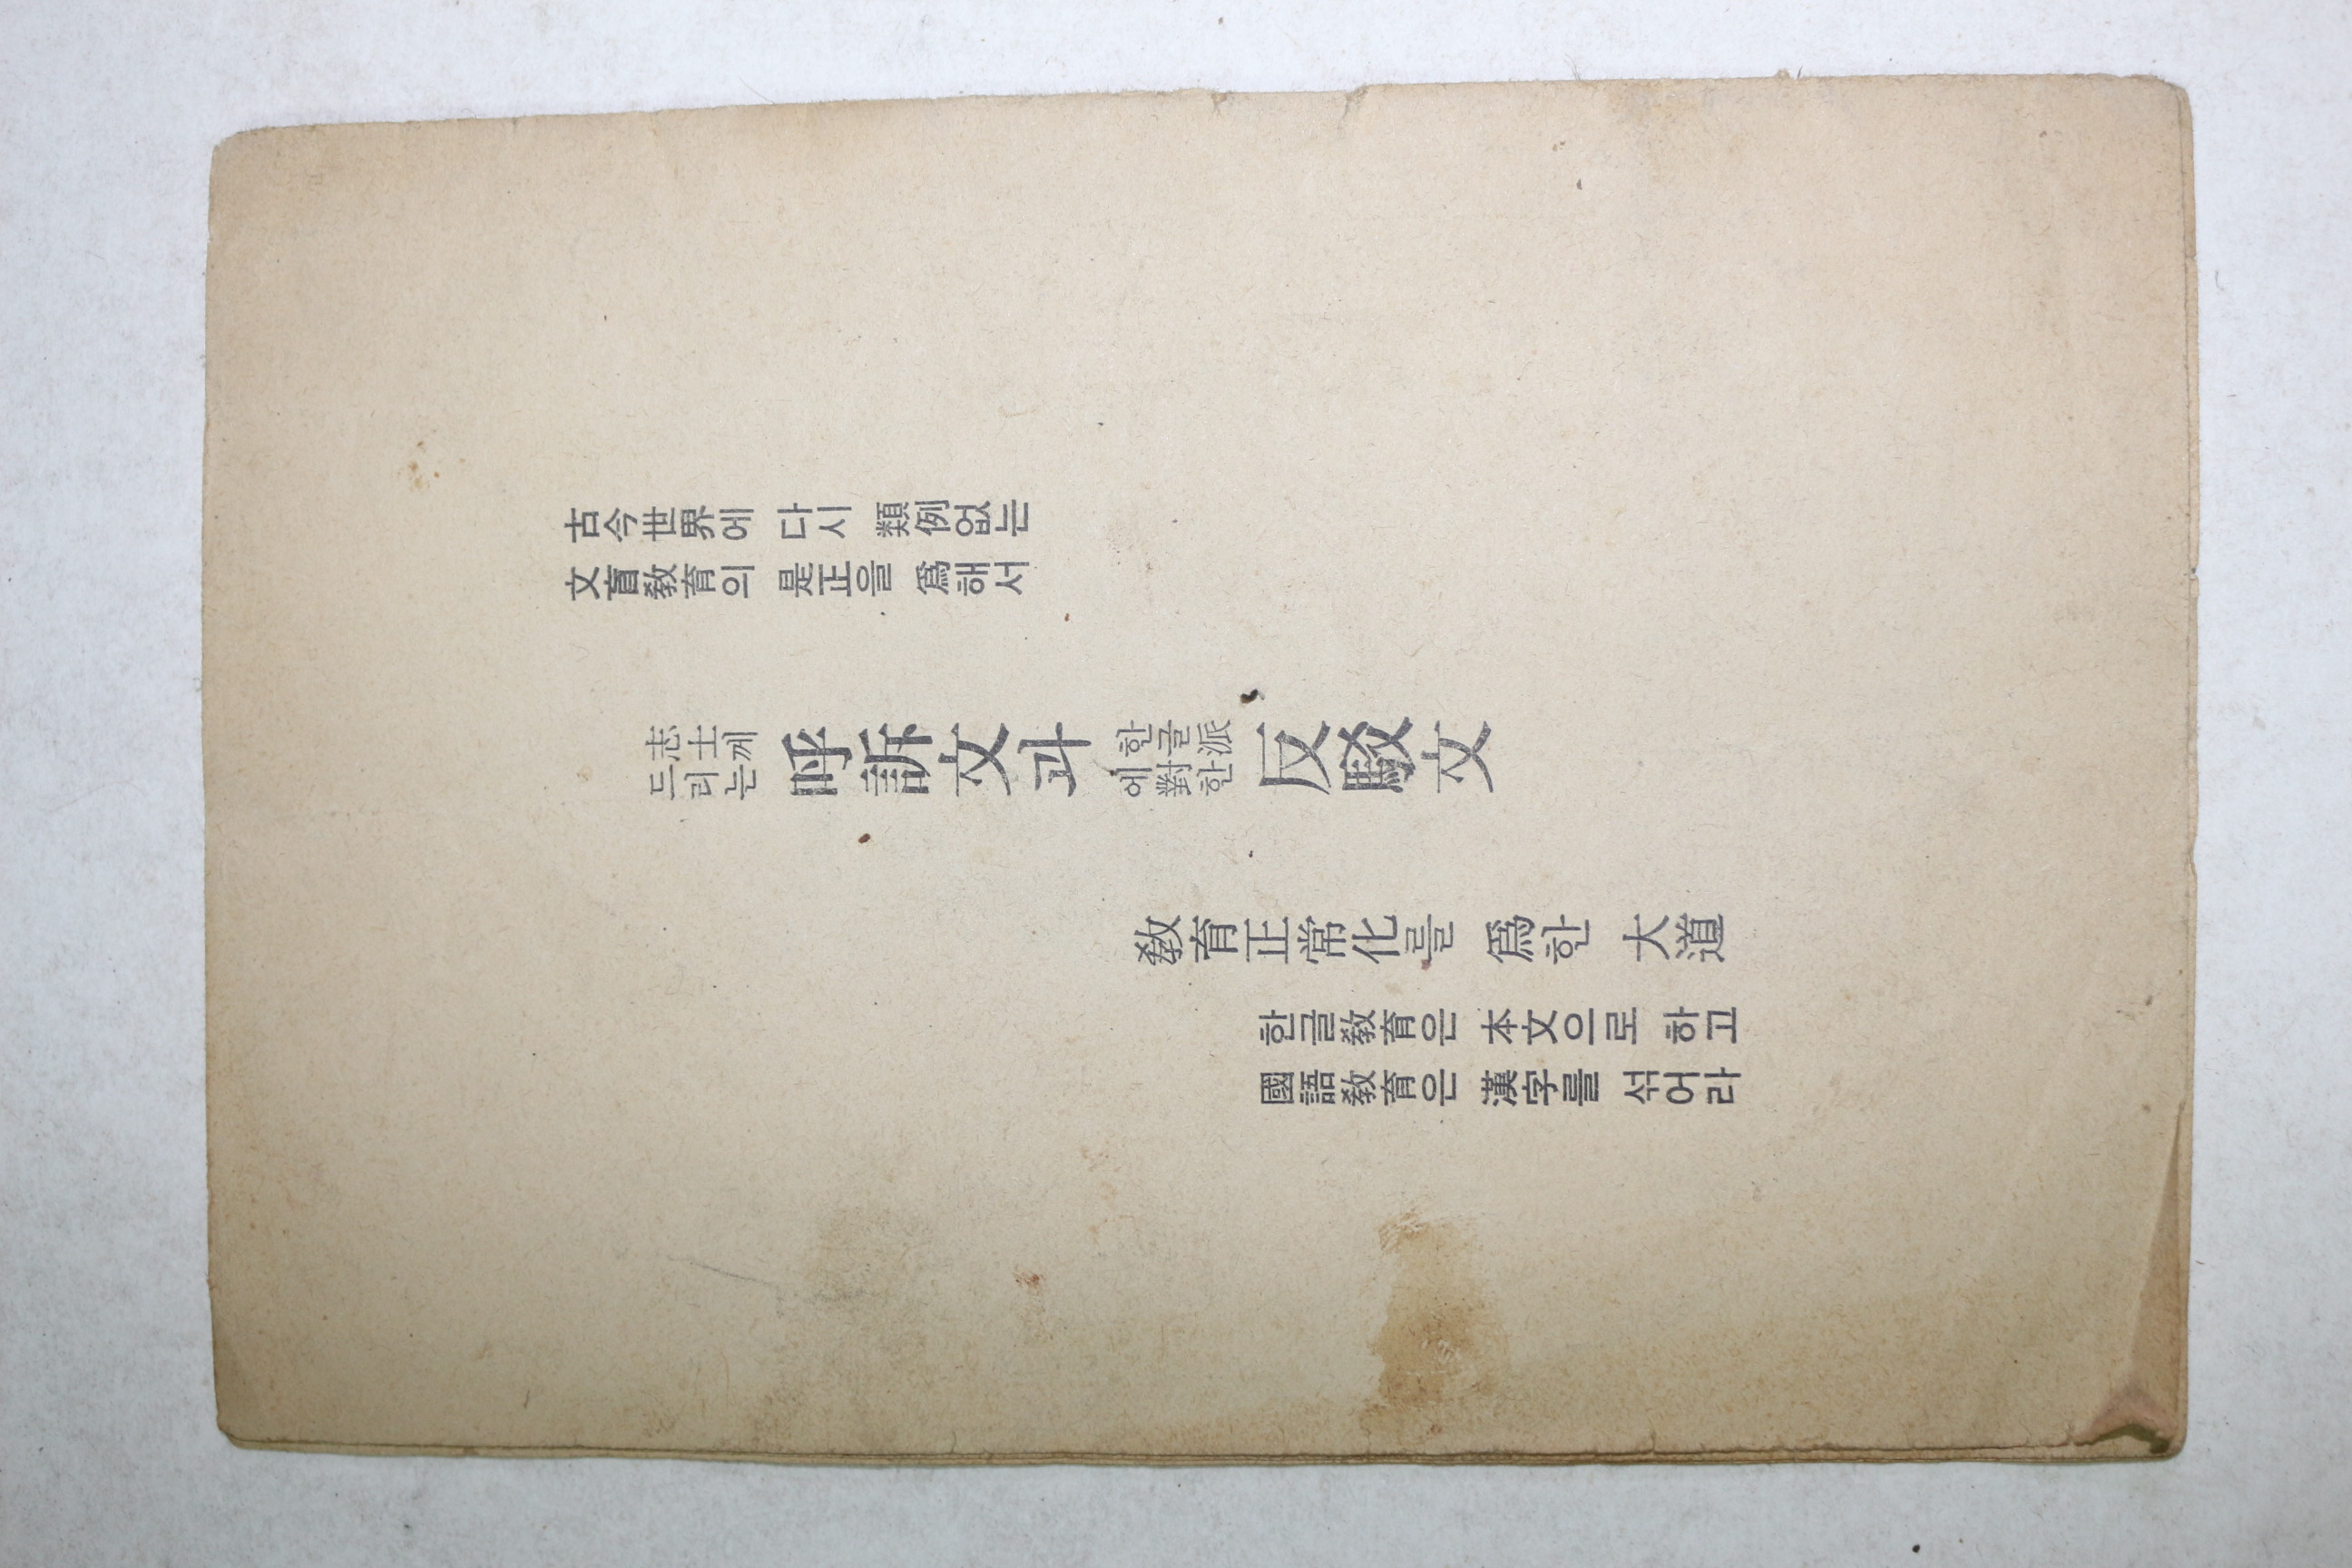 古今世界에 다시 類例없는
文盲敎育의 是正을 爲해서
志士께 드리는 呼訴文과 한글派에 對한 反駁文
敎育正常化를 爲한 大道
한글敎育은 本文으로 하고
國語敎育은 漢字를 섞어라